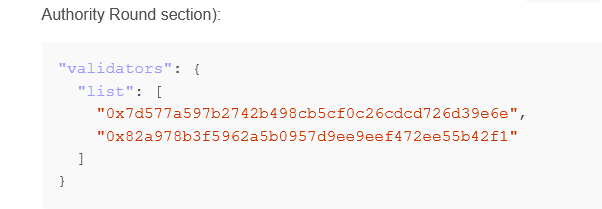 Authority Round section):
"validators": {
"list": [
"0x7d577a597b2742b498cb5cf0c26cdcd726d39e6e",
"0x82a978b3f5962a5b0957d9ee9eef472ee55b42f1"
]
}